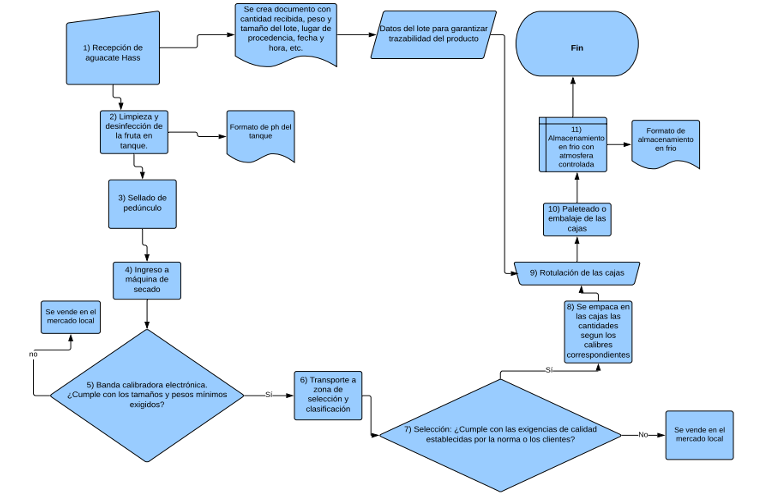 1) Recepción de
aguacate Hass
Se crea documento con
cantidad recibida, peso y
tamaño del lote, lugar de
procedencia, fecha y
hora, etc.
Datos del lote para garantizar
trazabilidad del producto
Fin
2) Limpieza y
desinfección de
la fruta en
tanque.
Formato de ph del
tanque
3) Sellado de
pedúnculo
4) Ingreso a
máquina de
secado
Se vende en el
mercado local
no
5) Banda calibradora electrónica.
¿Cumple con los tamaños y pesos mínimos
exigidos?
Sí
6) Transporte a
zona de
selección y
clasificación
7) Selección: ¿Cumple con las exigencias de calidad
establecidas por la norma o los clientes?
No
Se vende en el
mercado local
Sí
8) Se empaca en
las cajas las
cantidades
segun los
calibres
correspondientes
9) Rotulación de las cajas
10) Paleteado o
embalaje de las
cajas
11)
Almacenamiento
en frio con
atmosfera
controlada
Formato de
almacenamiento
en frio